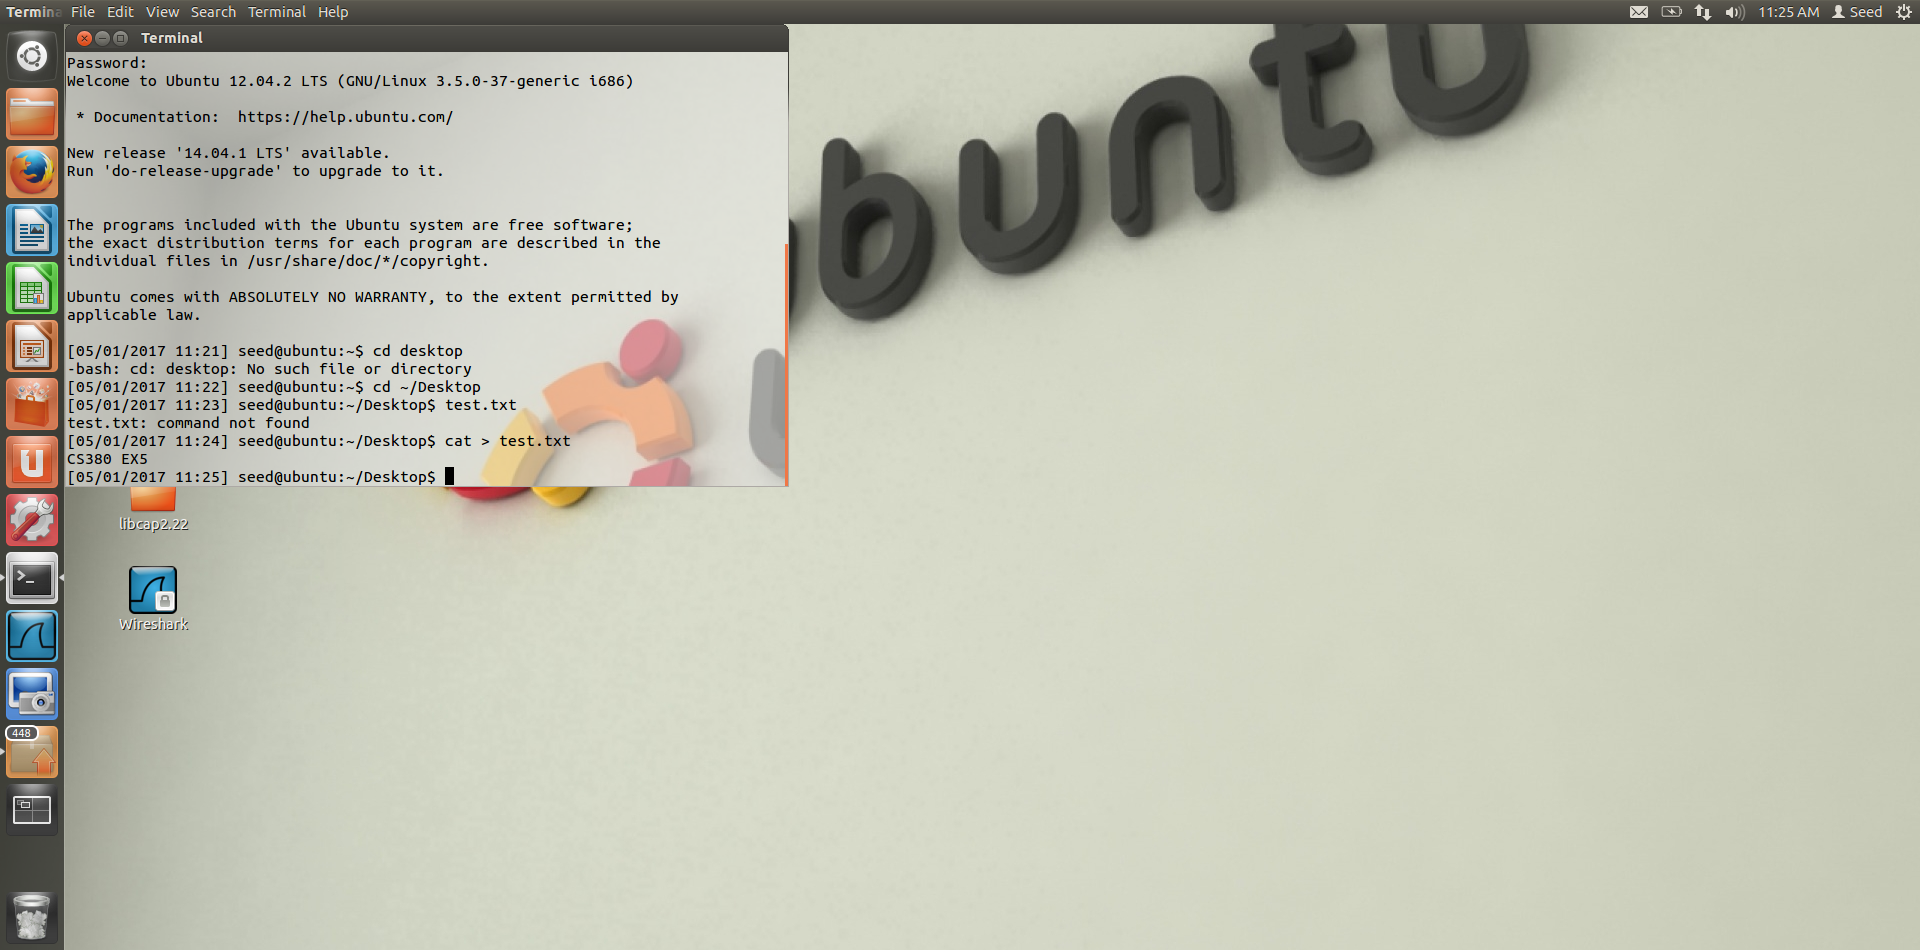 Termina File Edit View Search Terminal Help 11:25 AM Seed
Terminal
Password:
Welcome to Ubuntu 12.04.2 LTS (GNU/Linux 3.5.0-37-generic i686)
* Documentation:  https://help.ubuntu.com/
New release '14.04.1 LTS' available.
Run 'do-release-upgrade' to upgrade to it.
The programs included with the Ubuntu system are free software;
the exact distribution terms for each program are described in the
individual files in /usr/share/doc/*/copyright.
Ubuntu comes with ABSOLUTELY NO WARRANTY, to the extent permitted by
applicable law.
[05/01/2017 11:21] seed@ubuntu:~$ cd desktop
-bash: cd: desktop: No such file or directory
[05/01/2017 11:22] seed@ubuntu:~$ cd ~/Desktop
[05/01/2017 11:23] seed@ubuntu:~/Desktop$ test.txt
test.txt: command not found
[05/01/2017 11:24] seed@ubuntu:~/Desktop$ cat > test.txt
CS380 EX5
[05/01/2017 11:25] seed@ubuntu:~/Desktop$
libcap2.22
Wireshark
448
ubuntu